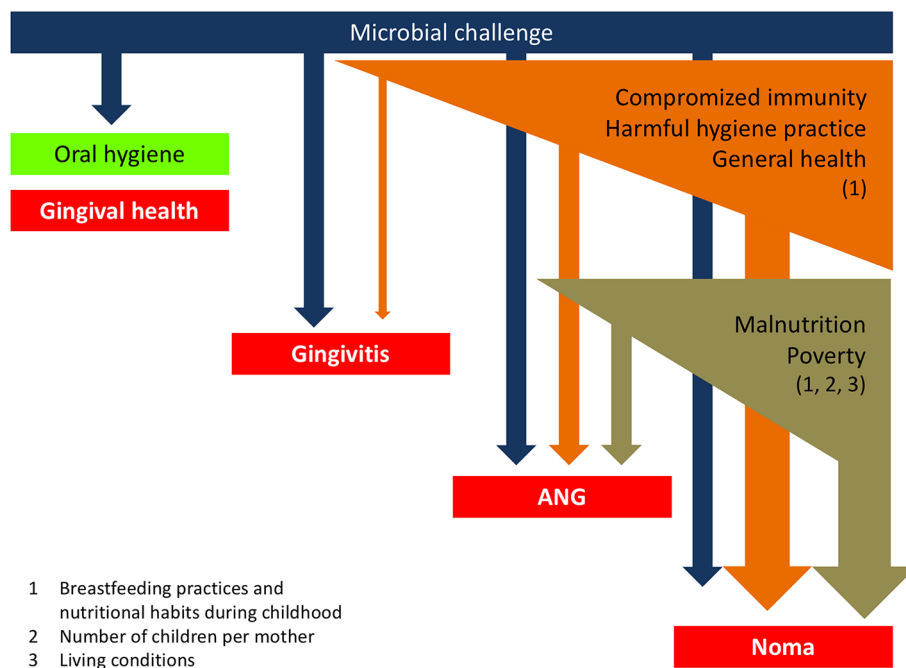 Microbial challenge
Compromized immunity
Harmful hygiene practice
General health
(1)
Oral hygiene
Gingival health
Malnutrition
Poverty
(1, 2, 3)
Gingivitis
ANG
Noma
1 Breastfeeding practices and
nutritional habits during childhood
2 Number of children per mother
3 Living conditions